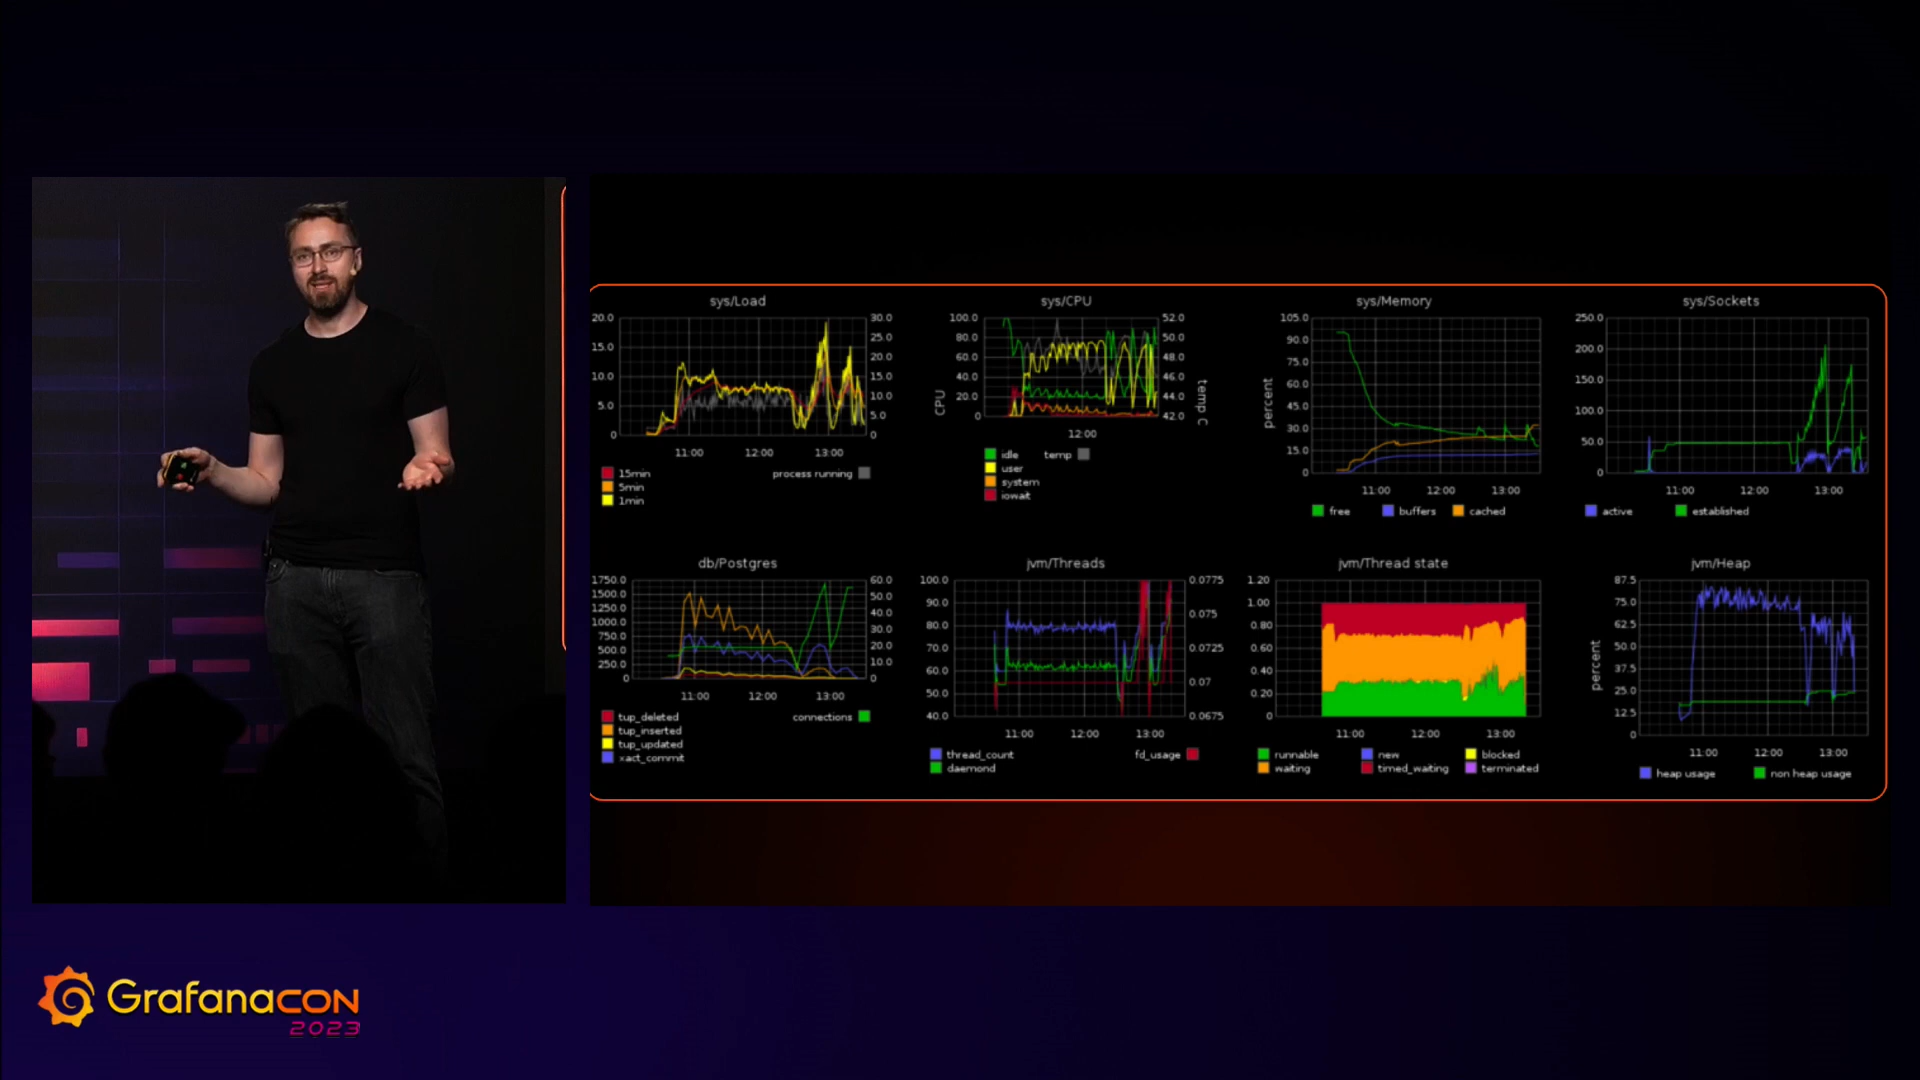 sys/Load
20.0
15.0
10.0
5.0
0
30.0
25.0
20.0
15.0
10.0
5.0
0
11:00 12:00 13:00
15min
5min
1min
process running
sys/CPU
100.0
80.0
60.0
40.0
20.0
0
CPU
52.0
50.0
48.0
46.0
44.0
42.0
temp C
12:00
idle
user
system
iowait
temp
sys/Memory
105.0
90.0
75.0
60.0
45.0
30.0
15.0
0
percent
11:00 12:00 13:00
free buffers cached
sys/Sockets
250.0
200.0
150.0
100.0
50.0
0
11:00 12:00 13:00
active established
db/Postgres
1750.0
1500.0
1250.0
1000.0
750.0
500.0
250.0
0
60.0
50.0
40.0
30.0
20.0
10.0
0
11:00 12:00 13:00
tup_deleted
tup_inserted
tup_updated
xact_commit
connections
jvm/Threads
100.0
90.0
80.0
70.0
60.0
50.0
40.0
0.0775
0.075
0.0725
0.07
0.0675
11:00 12:00 13:00
thread_count
daemond
fd_usage
jvm/Thread state
1.20
1.00
0.80
0.60
0.40
0.20
0
11:00 12:00 13:00
runnable new blocked
waiting timed_waiting terminated
jvm/Heap
87.5
75.0
62.5
50.0
37.5
25.0
12.5
0
percent
11:00 12:00 13:00
heap usage non heap usage
GrafanaCON
2023